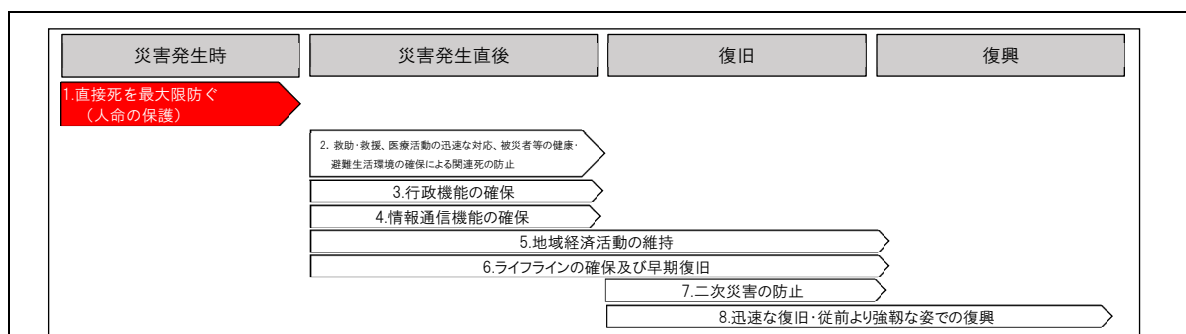 災害発生時
災害発生直後
復旧
復興
1.直接死を最大限防ぐ
（人命の保護）
2. 救助・救援、医療活動の迅速な対応、被災者等の健康・
避難生活環境の確保による関連死の防止
3.行政機能の確保
4.情報通信機能の確保
5.地域経済活動の維持
6.ライフラインの確保及び早期復旧
7.二次災害の防止
8.迅速な復旧・従前より強靱な姿での復興